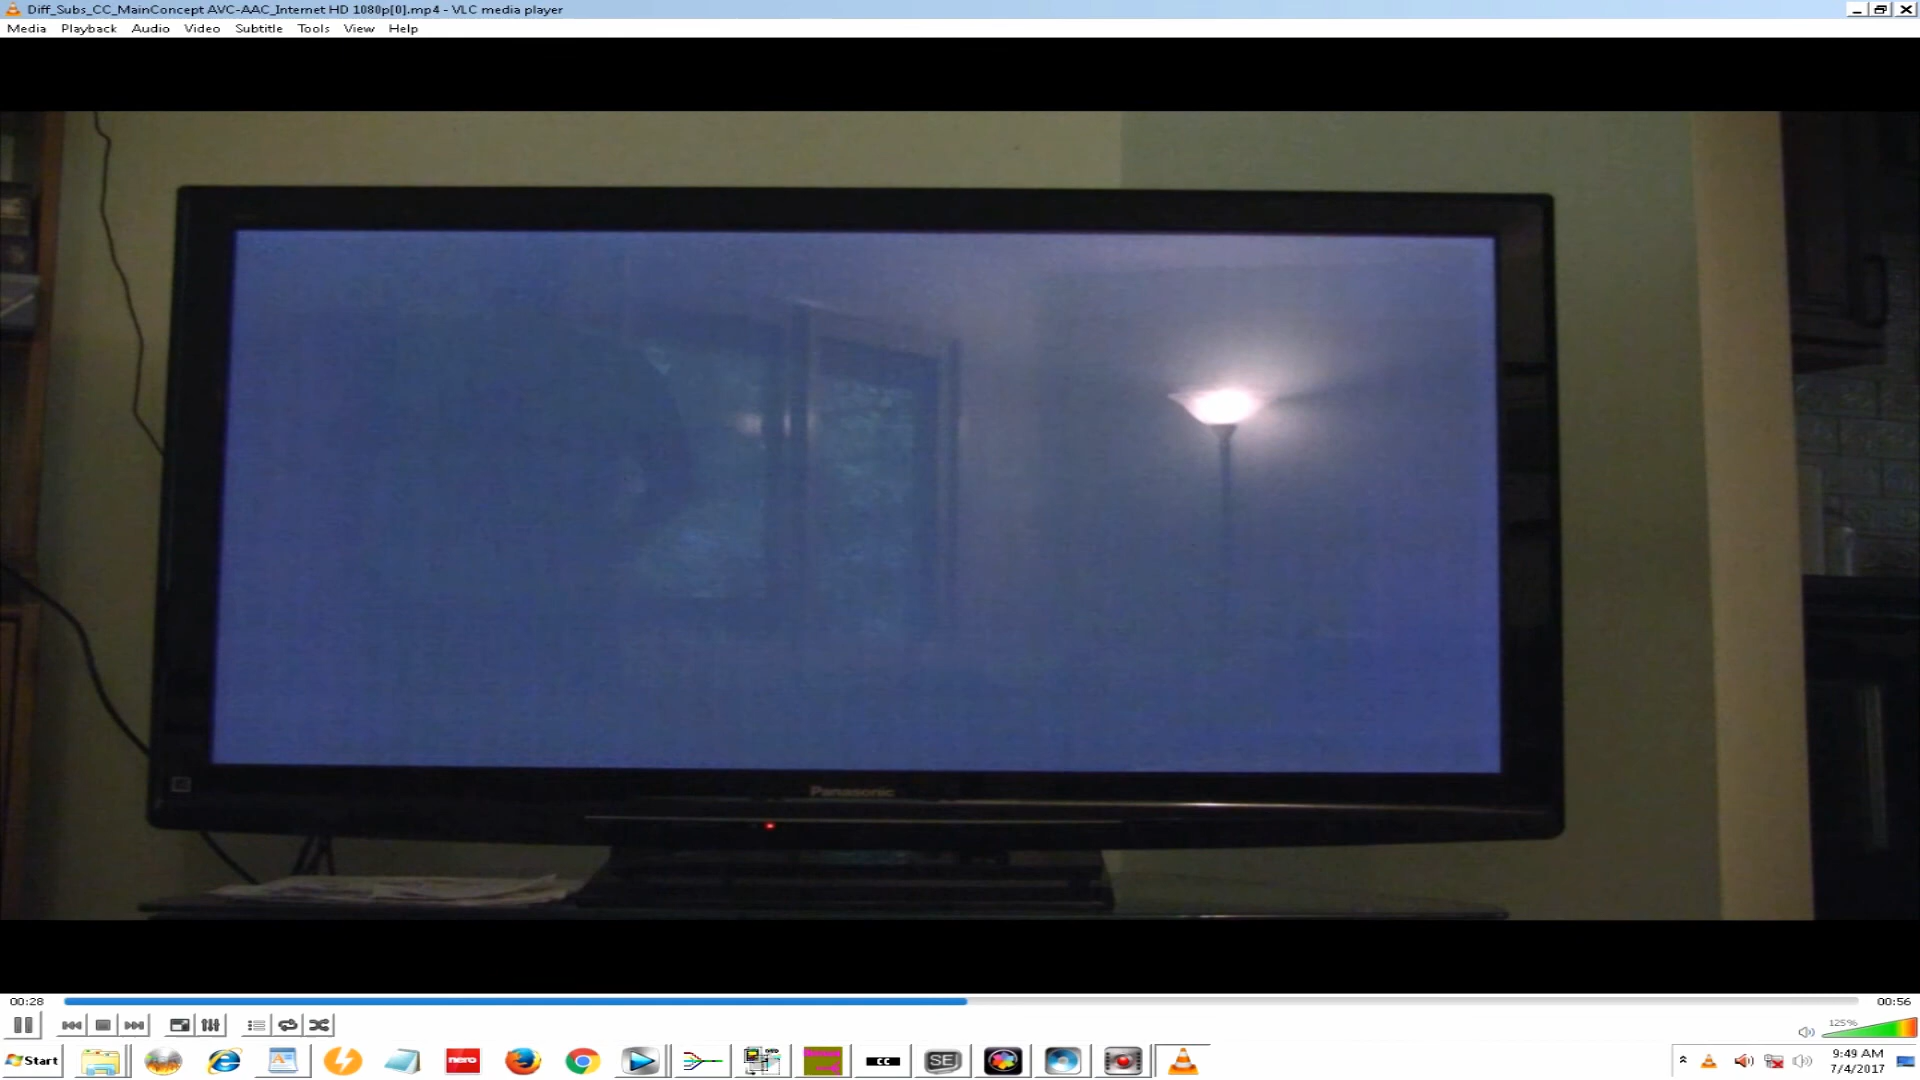 Diff_Subs_CC_MainConcept AVC-AAC_Internet HD 1080p[0].mp4 - VLC media player
Media Playback Audio Video Subtitle Tools View Help
Panasonic
00:28
00:56
125%
Start
nero
CC
SE
9:49 AM
7/4/2017